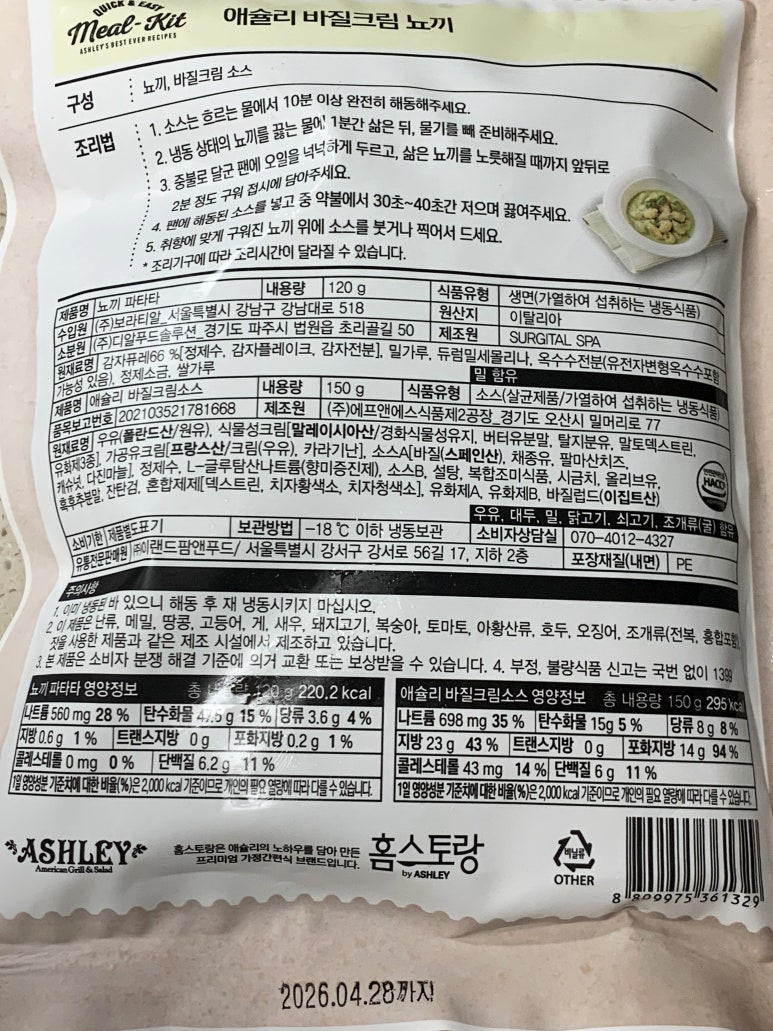 QUICK & EASY
Meal-Kit
ASHLEY'S BEST EVER RECIPES
애슐리 바질크림 뇨끼
구성
뇨끼, 바질크림 소스
조리법
1. 소스는 흐르는 물에서 10분 이상 완전히 해동해주세요.
2. 냉동 상태의 뇨끼를 끓는 물에 1분간 삶은 뒤, 물기를 빼 준비해주세요.
3. 중불로 달군 팬에 오일을 넉넉하게 두르고, 삶은 뇨끼를 노릇해질 때까지 앞뒤로
2분 정도 구워 접시에 담아주세요.
4. 팬에 해동된 소스를 넣고 중 약불에서 30초~40초간 저으며 끓여주세요.
5. 취향에 맞게 구워진 뇨끼 위에 소스를 붓거나 찍어서 드세요.
* 조리기구에 따라 조리시간이 달라질 수 있습니다.
제품명 뇨끼 파타타 내용량 120 g 식품유형 생면(가열하여 섭취하는 냉동식품)
수입원 (주)보라티알_서울특별시 강남구 강남대로 518 원산지 이탈리아
소분원 (주)디알푸드솔루션_경기도 파주시 법원읍 초리골길 50 제조원 SURGITAL SPA
원재료명 감자퓨레66 %[정제수, 감자플레이크, 감자전분], 밀가루, 듀럼밀세몰리나, 옥수수전분(유전자변형옥수수포함
가능성 있음), 정제소금, 쌀가루
밀 함유
제품명 애슐리 바질크림소스 내용량 150 g 식품유형 소스(살균제품/가열하여 섭취하는 냉동식품)
품목보고번호 202103521781668 제조원 (주)에프앤에스식품제2공장_경기도 오산시 밀머리로 77
원재료명 우유(폴란드산/원유), 식물성크림[말레이시아산/경화식물성유지, 버터유분말, 탈지분유, 말토덱스트린,
유화제3종], 가공유크림[프랑스산/크림(우유), 카라기난], 소스A[바질(스페인산), 채종유, 팔마산치즈,
캐슈넛, 다진마늘], 정제수, L-글루탐산나트륨(향미증진제), 소스B, 설탕, 복합조미식품, 시금치, 올리브유,
흑후추분말, 잔탄검, 혼합제제[덱스트린, 치자황색소, 치자청색소], 유화제A, 유화제B, 바질럽드(이집트산)
HACCP
우유, 대두, 밀, 닭고기, 쇠고기, 조개류(굴) 함유
소비기한 제품별도표기 보관방법 -18 ℃ 이하 냉동보관 소비자상담실 070-4012-4327
유통전문판매원 ㈜이랜드팜앤푸드/ 서울특별시 강서구 강서로 56길 17, 지하 2층 포장재질(내면) PE
주의사항
1. 이미 냉동된 바 있으니 해동 후 재 냉동시키지 마십시오.
2. 이 제품은 난류, 메밀, 땅콩, 고등어, 게, 새우, 돼지고기, 복숭아, 토마토, 아황산류, 호두, 오징어, 조개류(전복, 홍합포함)
잣을 사용한 제품과 같은 제조 시설에서 제조하고 있습니다.
3. 본 제품은 소비자 분쟁 해결 기준에 의거 교환 또는 보상받을 수 있습니다. 4. 부정, 불량식품 신고는 국번 없이 1399
뇨끼 파타타 영양정보 총 내용량 120 g 220.2 kcal
나트륨 560 mg 28 % 탄수화물 47.6 g 15 % 당류 3.6 g 4 %
지방 0.6 g 1 % 트랜스지방 0 g 포화지방 0.2 g 1 %
콜레스테롤 0 mg 0 % 단백질 6.2 g 11 %
1일 영양성분 기준치에 대한 비율(%)은 2,000 kcal 기준이므로 개인의 필요 열량에 따라 다를 수 있습니다.
애슐리 바질크림소스 영양정보 총 내용량 150 g 295 kcal
나트륨 698 mg 35 % 탄수화물 15g 5 % 당류 8 g 8 %
지방 23 g 43 % 트랜스지방 0 g 포화지방 14 g 94 %
콜레스테롤 43 mg 14 % 단백질 6 g 11 %
1일 영양성분 기준치에 대한 비율(%)은 2,000 kcal 기준이므로 개인의 필요 열량에 따라 다를 수 있습니다.
ASHLEY
American Grill & Salad
홈스토랑은 애슐리의 노하우를 담아 만든
프리미엄 가정간편식 브랜드입니다.
홈스토랑
by ASHLEY
비닐류
OTHER
8 809975 361329
2026.04.28까지